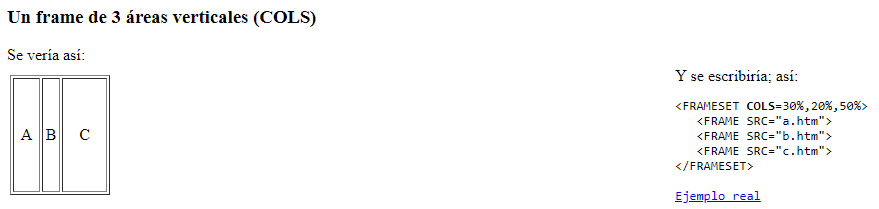 Un frame de 3 áreas verticales (COLS)
Se vería así:
A B C
Y se escribiría; así:
<FRAMESET COLS=30%,20%,50%>
   <FRAME SRC="a.htm">
   <FRAME SRC="b.htm">
   <FRAME SRC="c.htm">
</FRAMESET>
Ejemplo real